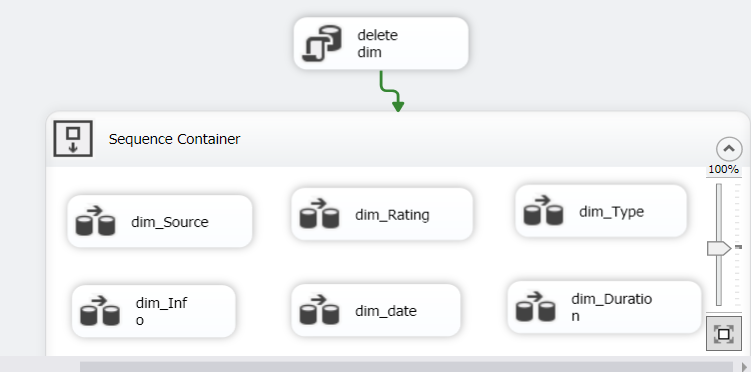 delete
dim
Sequence Container
100%
dim_Source
dim_Rating
dim_Type
dim_Inf
o
dim_date
dim_Duratio
n